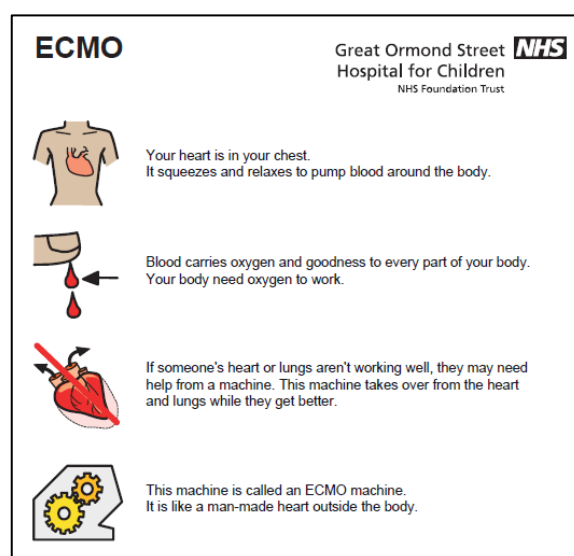 ECMO
Great Ormond Street NHS
Hospital for Children
NHS Foundation Trust
Your heart is in your chest.
It squeezes and relaxes to pump blood around the body.
Blood carries oxygen and goodness to every part of your body.
Your body need oxygen to work.
If someone's heart or lungs aren't working well, they may need
help from a machine. This machine takes over from the heart
and lungs while they get better.
This machine is called an ECMO machine.
It is like a man-made heart outside the body.